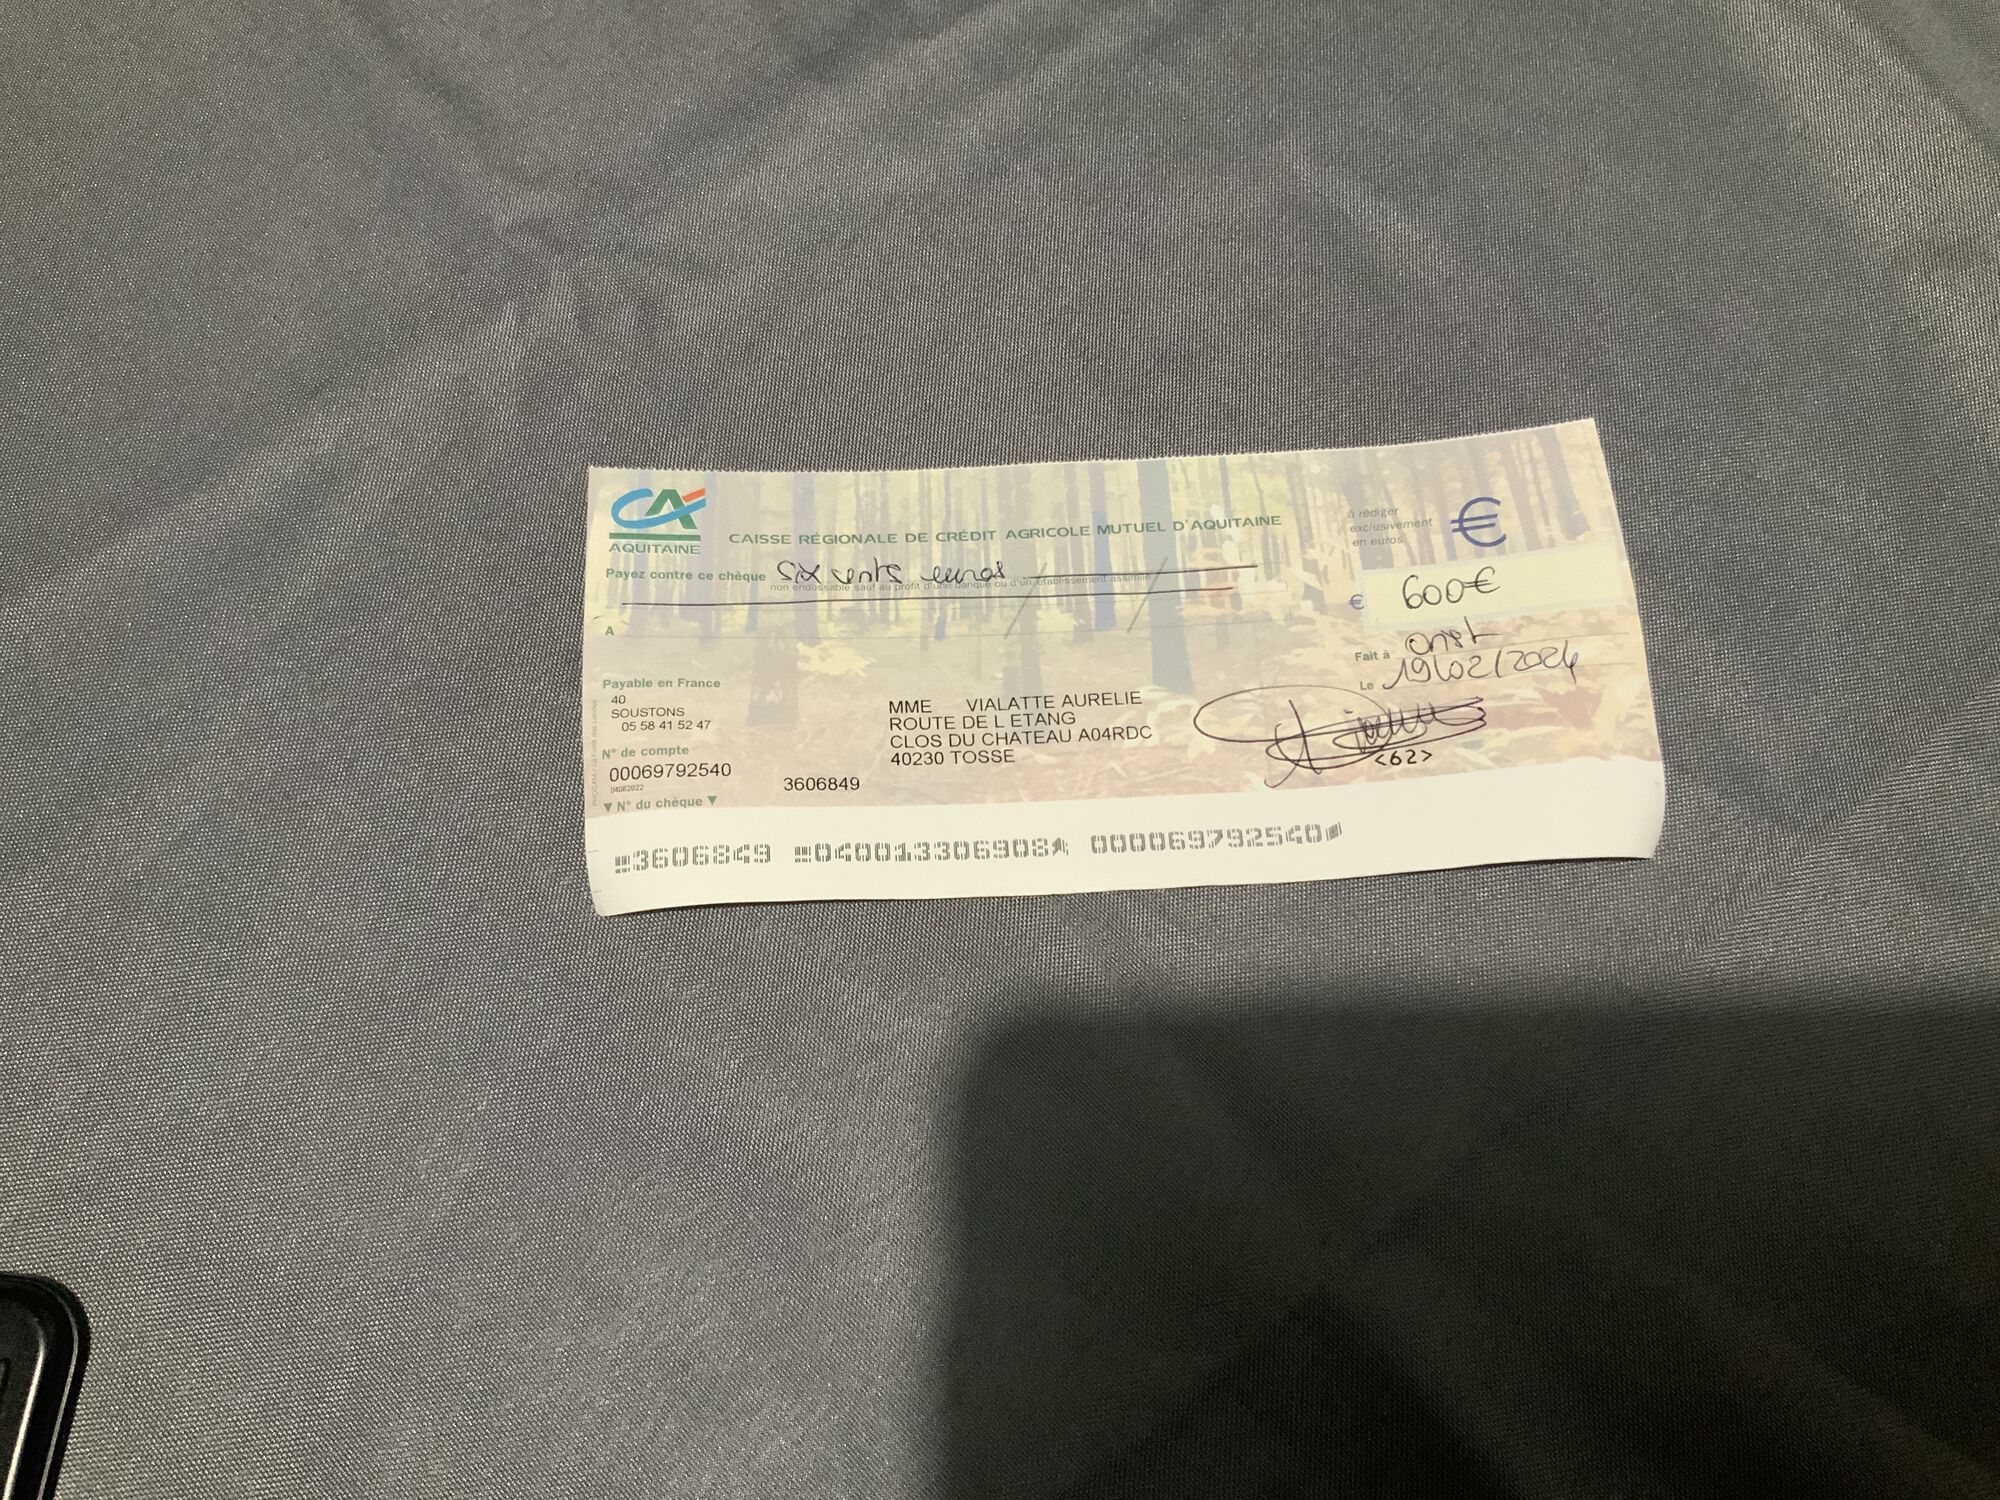 CA
AQUITAINE
CAISSE RÉGIONALE DE CRÉDIT AGRICOLE MUTUEL D'AQUITAINE
à rédiger
exclusivement
en euros
€
Payez contre ce chèque six cents euros
non endossable sauf au profit d'une banque ou d'un établissement assimilé
€ 600€
A
Fait à Orist
Le 19/02/2024
Payable en France
40
SOUSTONS
05 58 41 52 47
N° de compte
00069792540
04082022
3606849
▼ N° du chèque ▼
MME VIALATTE AURELIE
ROUTE DE L ETANG
CLOS DU CHATEAU A04RDC
40230 TOSSE
<62>
3606849 040013306908 000069792540